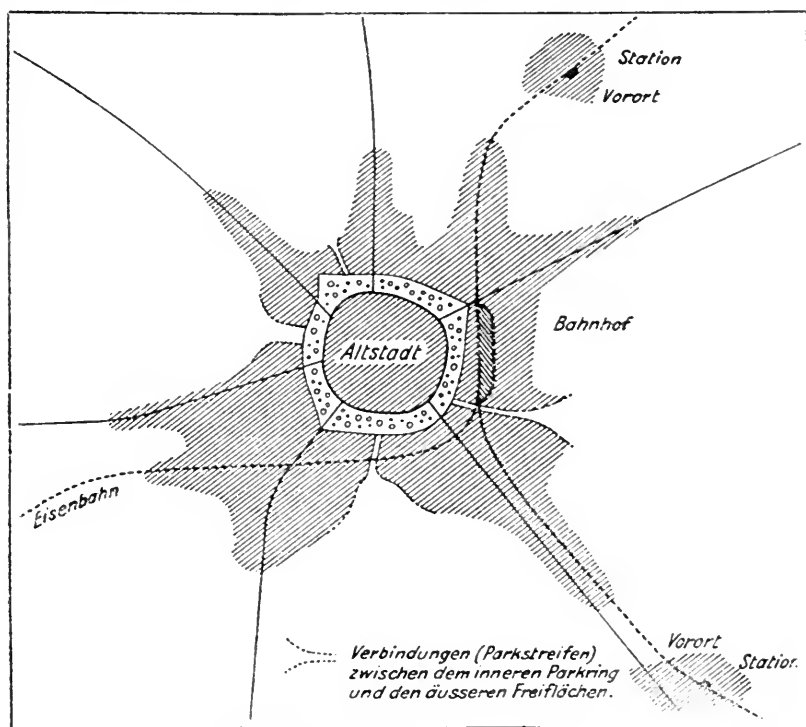 Station
Vorort
Bahnhof
Altstadt
Eisenbahn
Verbindungen (Parkstreifen)
zwischen dem inneren Parkring
und den äusseren Freiflächen.
Vorort
Station